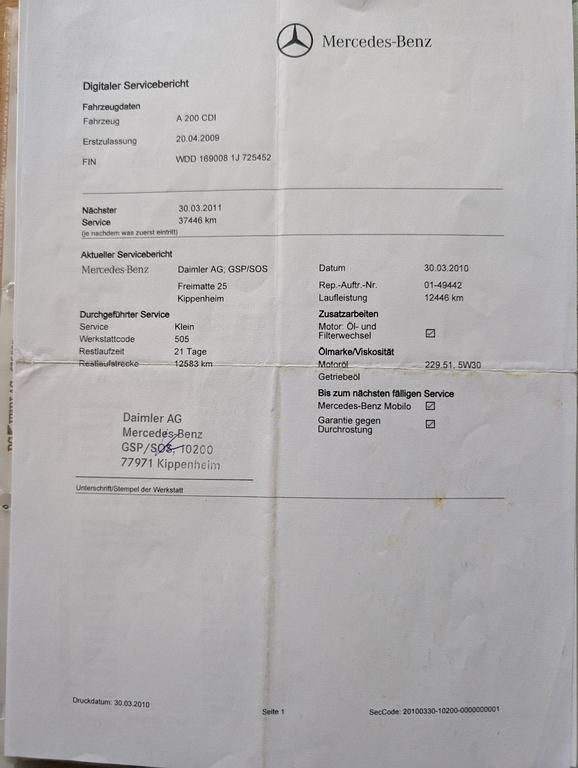 Mercedes-Benz
Digitaler Servicebericht
Fahrzeugdaten
Fahrzeug A 200 CDI
Erstzulassung 20.04.2009
FIN WDD 169008 1J 725452
Nächster 30.03.2011
Service 37446 km
(je nachdem was zuerst eintritt)
Aktueller Servicebericht
Mercedes-Benz Daimler AG, GSP/SOS Datum 30.03.2010
Freimatte 25 Rep.-Auftr.-Nr. 01-49442
Kippenheim Laufleistung 12446 km
Durchgeführter Service Zusatzarbeiten
Service Klein Motor: Öl- und
Werkstattcode 505 Filterwechsel
Restlaufzeit 21 Tage Ölmarke/Viskosität
Restlaufstrecke 12583 km Motoröl 229.51, 5W30
Getriebeöl
Bis zum nächsten fälligen Service
Mercedes-Benz Mobilo
Garantie gegen
Durchrostung
Daimler AG
Mercedes-Benz
GSP/SOS, 10200
77971 Kippenheim
Unterschrift/Stempel der Werkstatt
Druckdatum: 30.03.2010 Seite 1 SecCode: 20100330-10200-0000000001